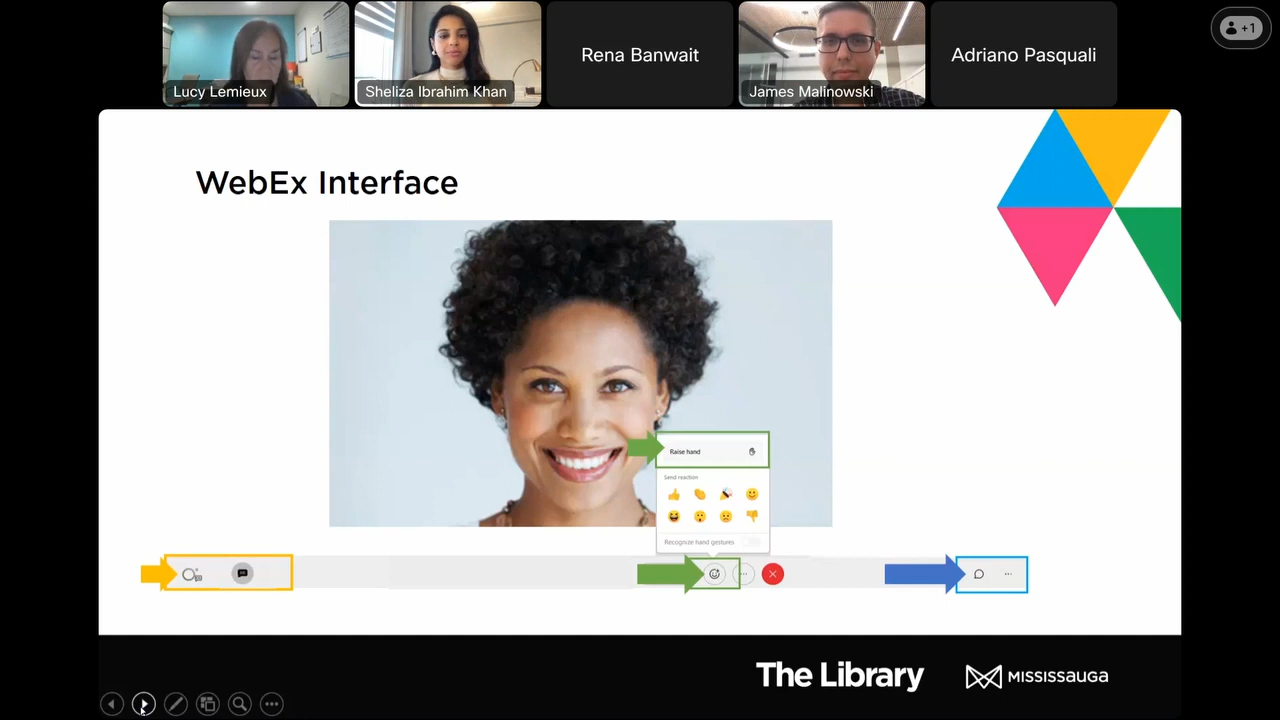 Lucy Lemieux
Sheliza Ibrahim Khan
Rena Banwait
James Malinowski
Adriano Pasquali
+1
WebEx Interface
Raise hand
Send reaction
Recognize hand gestures
The Library
MISSISSAUGA